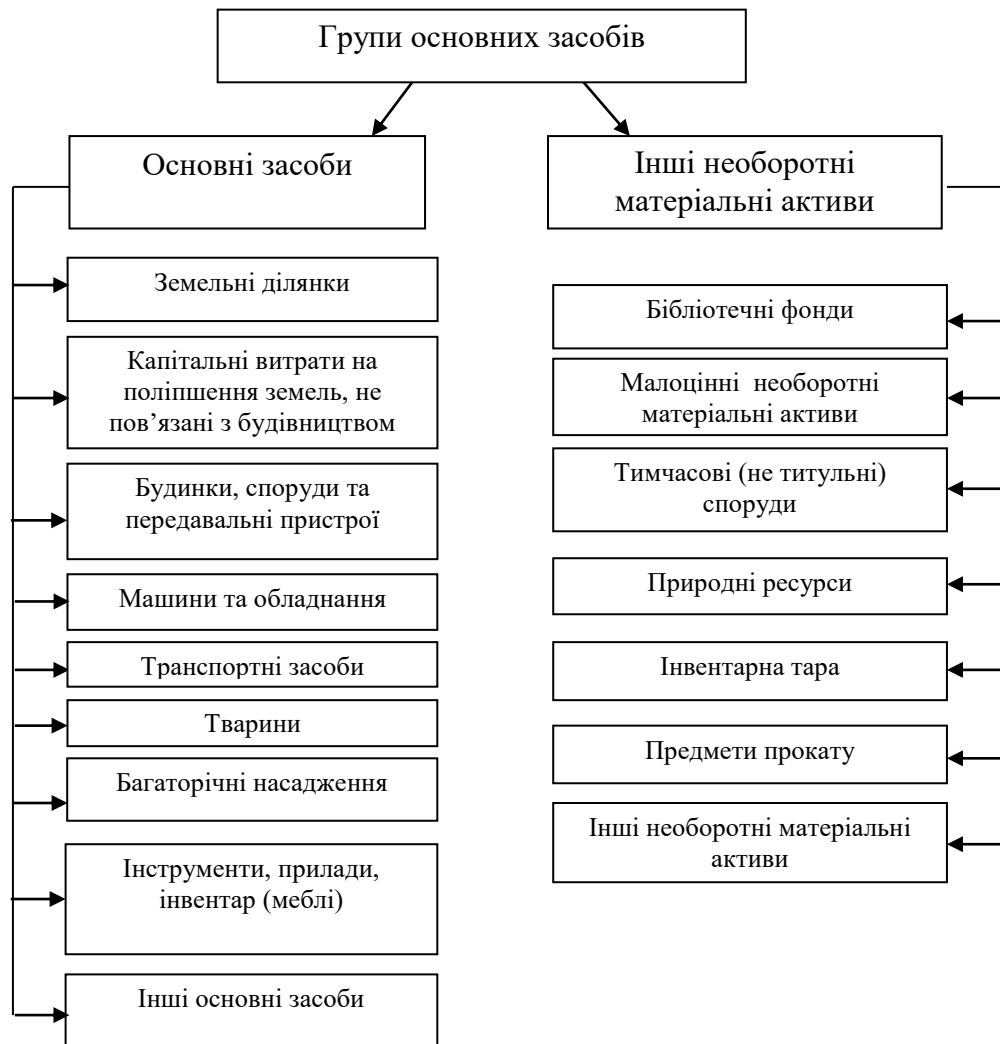 Групи основних засобів
Основні засоби
Інші необоротні
матеріальні активи
Земельні ділянки
Капітальні витрати на
поліпшення земель, не
пов’язані з будівництвом
Будинки, споруди та
передавальні пристрої
Машини та обладнання
Транспортні засоби
Тварини
Багаторічні насадження
Інструменти, прилади,
інвентар (меблі)
Інші основні засоби
Бібліотечні фонди
Малоцінні необоротні
матеріальні активи
Тимчасові (не титульні)
споруди
Природні ресурси
Інвентарна тара
Предмети прокату
Інші необоротні матеріальні
активи